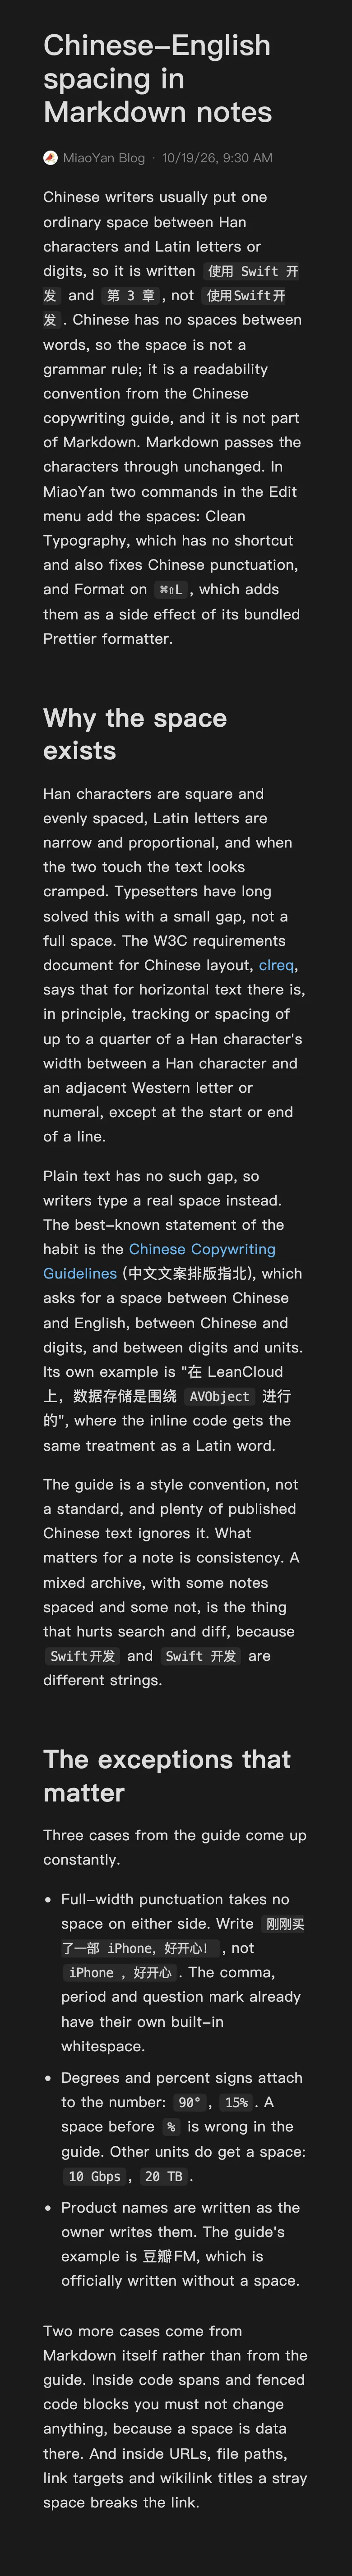 Chinese–English
spacing in
Markdown notes
MiaoYan Blog · 10/19/26, 9:30 AM
Chinese writers usually put one
ordinary space between Han
characters and Latin letters or
digits, so it is written 使用 Swift 开
发 and 第 3 章, not 使用Swift开
发. Chinese has no spaces between
words, so the space is not a
grammar rule; it is a readability
convention from the Chinese
copywriting guide, and it is not part
of Markdown. Markdown passes the
characters through unchanged. In
MiaoYan two commands in the Edit
menu add the spaces: Clean
Typography, which has no shortcut
and also fixes Chinese punctuation,
and Format on ⌘⇧L, which adds
them as a side effect of its bundled
Prettier formatter.
Why the space
exists
Han characters are square and
evenly spaced, Latin letters are
narrow and proportional, and when
the two touch the text looks
cramped. Typesetters have long
solved this with a small gap, not a
full space. The W3C requirements
document for Chinese layout, clreq,
says that for horizontal text there is,
in principle, tracking or spacing of
up to a quarter of a Han character's
width between a Han character and
an adjacent Western letter or
numeral, except at the start or end
of a line.
Plain text has no such gap, so
writers type a real space instead.
The best-known statement of the
habit is the Chinese Copywriting
Guidelines (中文文案排版指北), which
asks for a space between Chinese
and English, between Chinese and
digits, and between digits and units.
Its own example is "在 LeanCloud
上，数据存储是围绕 AVObject 进行
的", where the inline code gets the
same treatment as a Latin word.
The guide is a style convention, not
a standard, and plenty of published
Chinese text ignores it. What
matters for a note is consistency. A
mixed archive, with some notes
spaced and some not, is the thing
that hurts search and diff, because
Swift开发 and Swift 开发 are
different strings.
The exceptions that
matter
Three cases from the guide come up
constantly.
• Full-width punctuation takes no
space on either side. Write 刚刚买
了一部 iPhone，好开心！, not
iPhone ，好开心. The comma,
period and question mark already
have their own built-in
whitespace.
• Degrees and percent signs attach
to the number: 90°, 15%. A
space before % is wrong in the
guide. Other units do get a space:
10 Gbps, 20 TB.
• Product names are written as the
owner writes them. The guide's
example is 豆瓣FM, which is
officially written without a space.
Two more cases come from
Markdown itself rather than from the
guide. Inside code spans and fenced
code blocks you must not change
anything, because a space is data
there. And inside URLs, file paths,
link targets and wikilink titles a stray
space breaks the link.